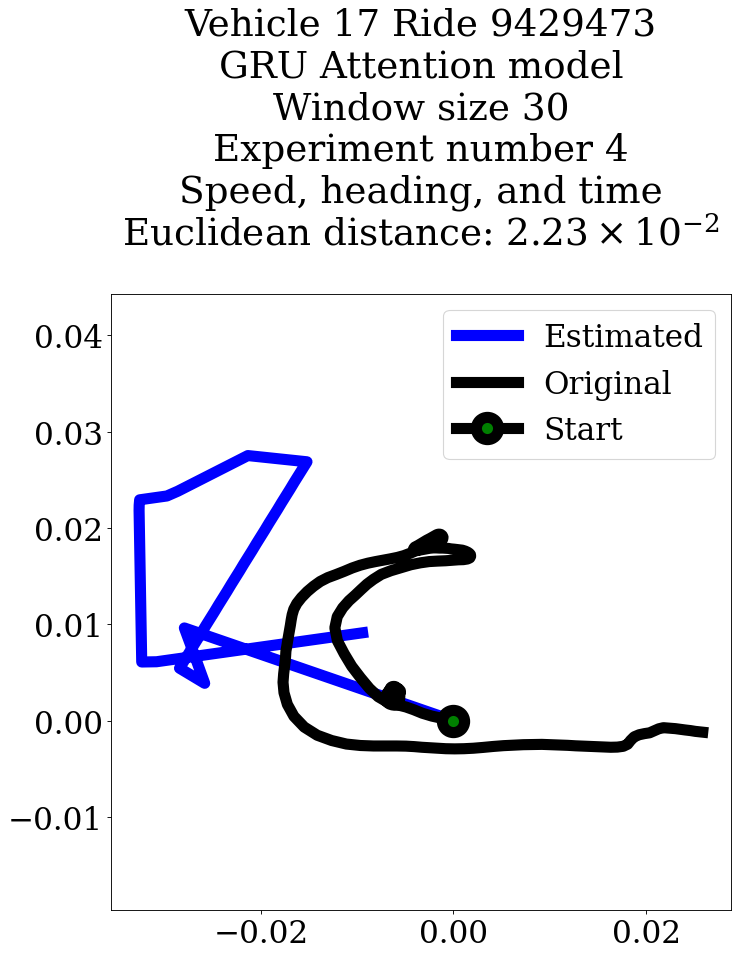 Vehicle 17 Ride 9429473
GRU Attention model
Window size 30
Experiment number 4
Speed, heading, and time
Euclidean distance: 2.23 × 10⁻²
Estimated
Original
Start
0.04
0.03
0.02
0.01
0.00
−0.01
−0.02 0.00 0.02